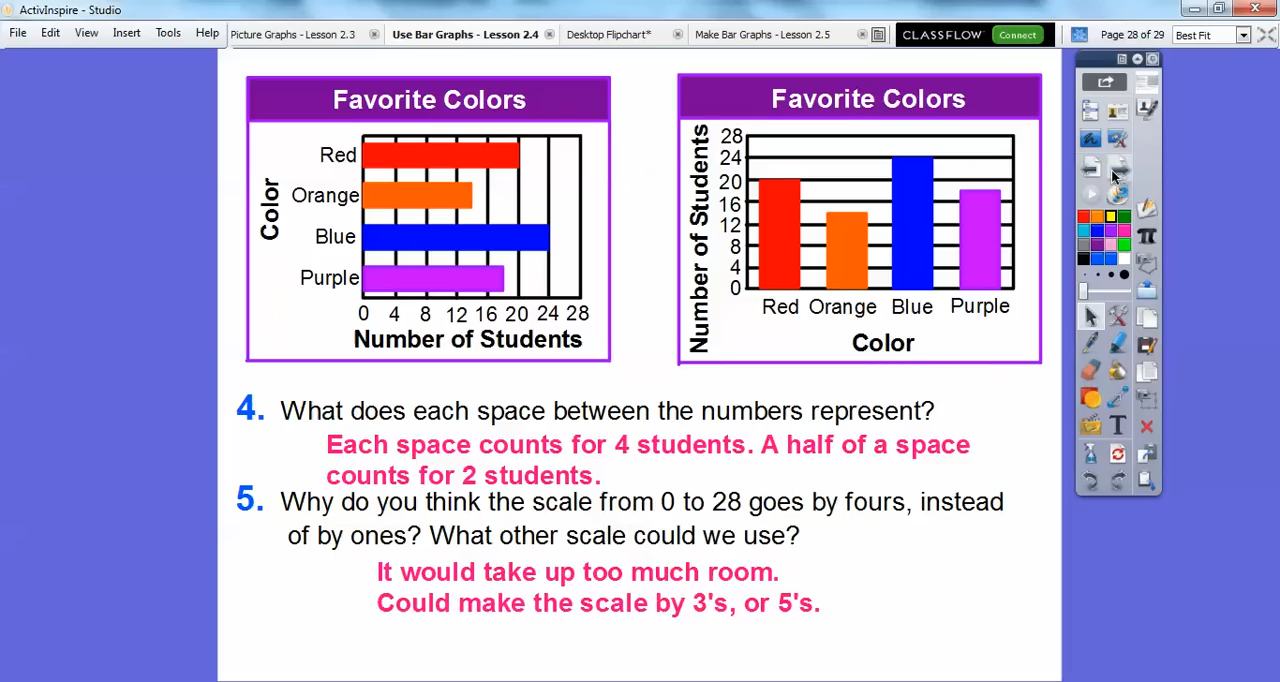 ActivInspire - Studio
File Edit View Insert Tools Help Picture Graphs - Lesson 2.3 Use Bar Graphs - Lesson 2.4 Desktop Flipchart* Make Bar Graphs - Lesson 2.5 CLASSFLOW Connect Page 28 of 29 Best Fit
Favorite Colors
Color
Red
Orange
Blue
Purple
0 4 8 12 16 20 24 28
Number of Students
Favorite Colors
Number of Students
28
24
20
16
12
8
4
0
Red Orange Blue Purple
Color
4. What does each space between the numbers represent?
Each space counts for 4 students. A half of a space
counts for 2 students.
5. Why do you think the scale from 0 to 28 goes by fours, instead
of by ones? What other scale could we use?
It would take up too much room.
Could make the scale by 3's, or 5's.